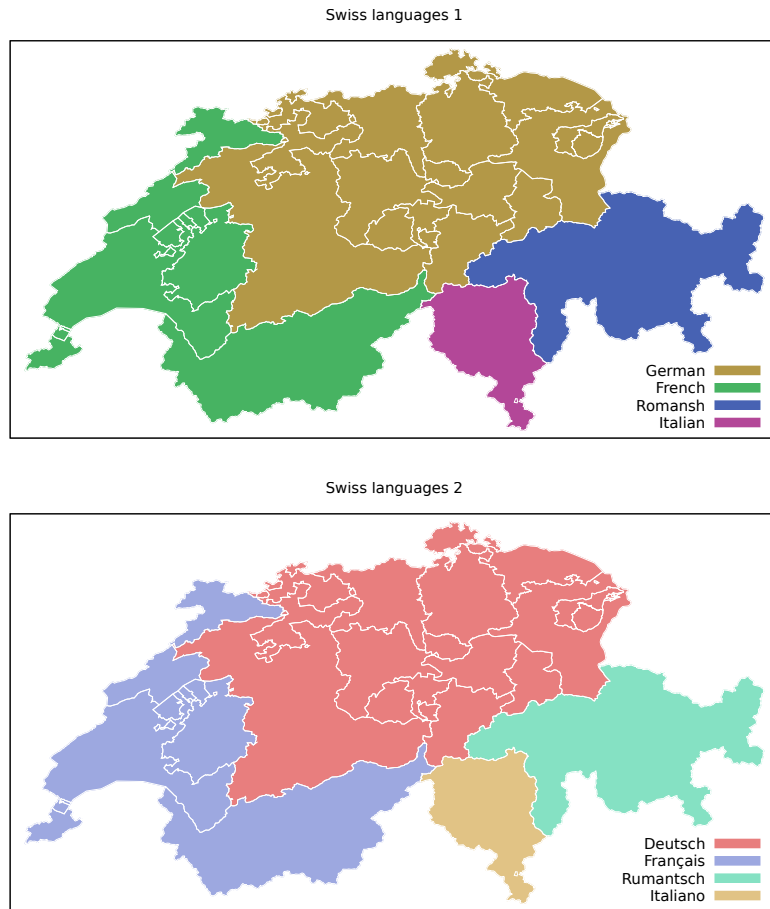 Swiss languages 1
German
French
Romansh
Italian
Swiss languages 2
Deutsch
Français
Rumantsch
Italiano